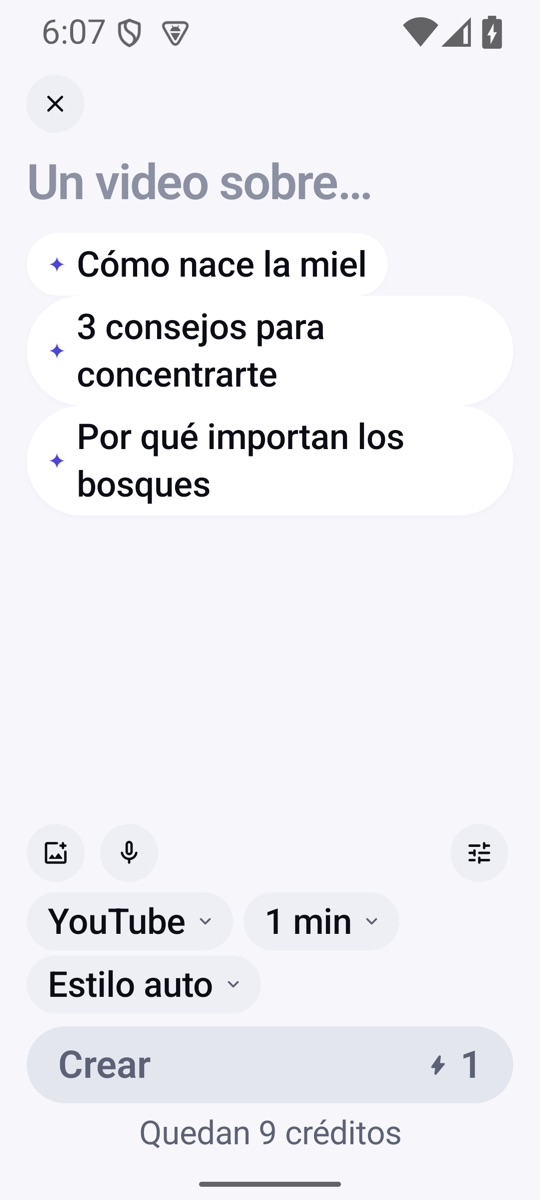 6:07
Un video sobre...
Cómo nace la miel
3 consejos para
concentrarte
Por qué importan los
bosques
YouTube
1 min
Estilo auto
Crear
1
Quedan 9 créditos